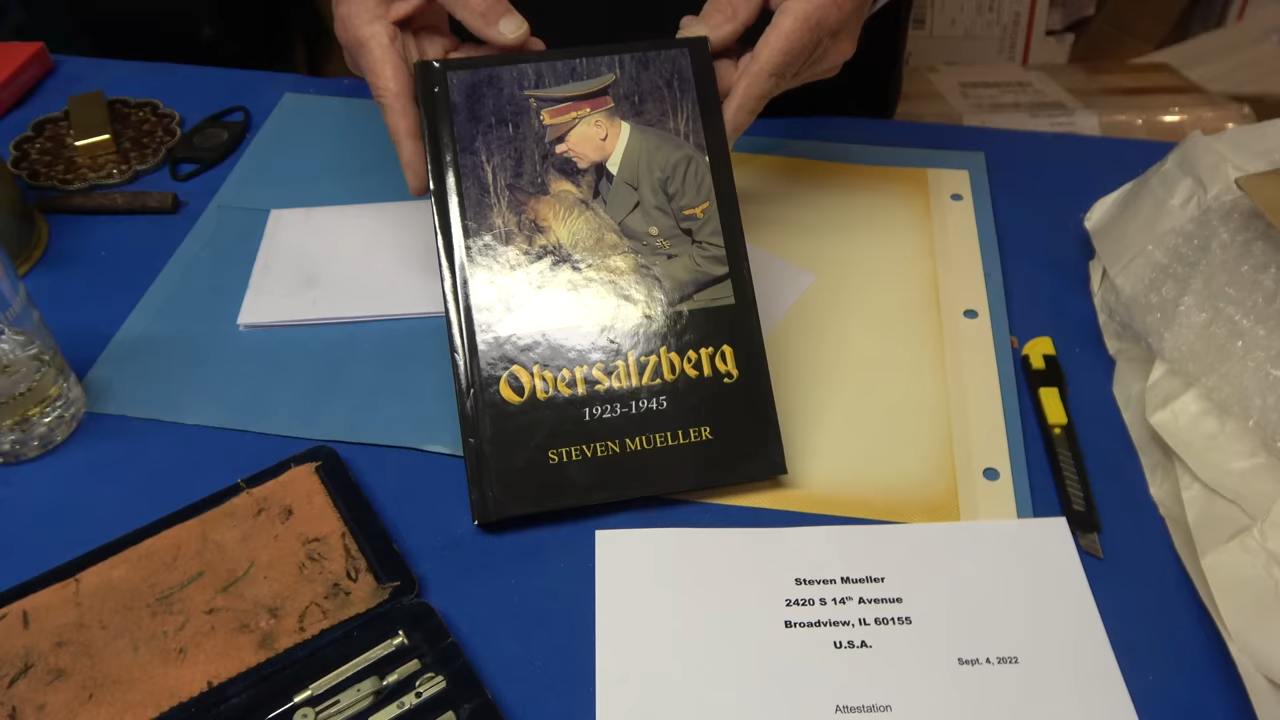 Obersalzberg
1923-1945
STEVEN MUELLER
Steven Mueller
2420 S 14th Avenue
Broadview, IL 60155
U.S.A.
Sept. 4, 2022
Attestation